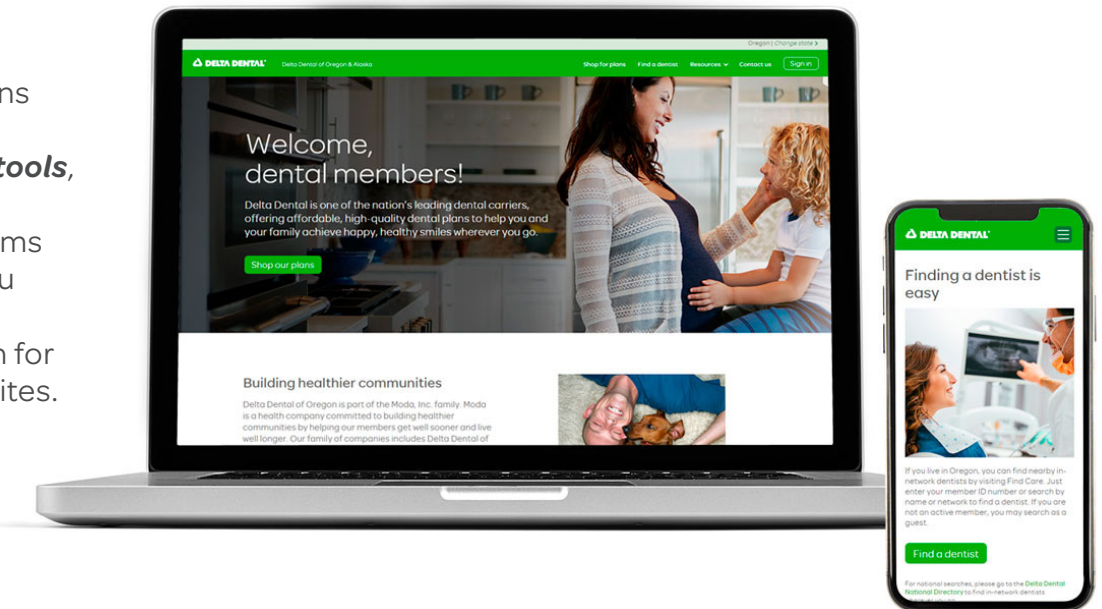 ns
tools,
ms
u
n for
ites.
Oregon | Change state >
DELTA DENTAL®
Delta Dental of Oregon & Alaska
Shop for plans
Find a dentist
Resources
Contact us
Sign in
Welcome,
dental members!
Delta Dental is one of the nation's leading dental carriers,
offering affordable, high-quality dental plans to help you and
your family achieve happy, healthy smiles wherever you go.
Shop our plans
Building healthier communities
Delta Dental of Oregon is part of the Moda, Inc. family. Moda
is a health company committed to building healthier
communities by helping our members get well sooner and live
well longer. Our family of companies includes Delta Dental of
DELTA DENTAL®
Finding a dentist is
easy
If you live in Oregon, you can find nearby in-
network dentists by visiting Find Care. Just
enter your member ID number or search by
name or network to find a dentist. If you are
not an active member, you may search as a
guest.
Find a dentist
For national searches, please go to the Delta Dental
National Directory to find in-network dentists